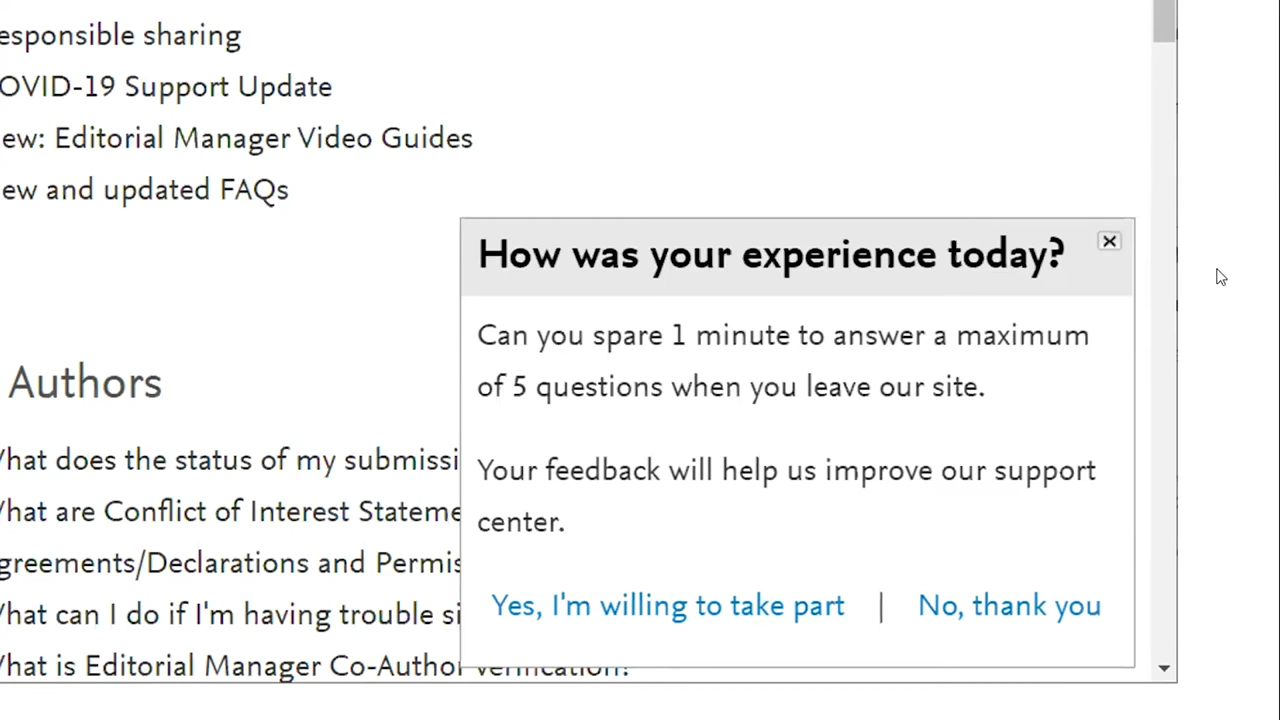 esponsible sharing
OVID-19 Support Update
ew: Editorial Manager Video Guides
ew and updated FAQs
How was your experience today?
Can you spare 1 minute to answer a maximum
of 5 questions when you leave our site.
Your feedback will help us improve our support
center.
Yes, I'm willing to take part | No, thank you
Authors
hat does the status of my submissi
hat are Conflict of Interest Stateme
greements/Declarations and Permis
hat can I do if I'm having trouble si
hat is Editorial Manager Co-Author verification?